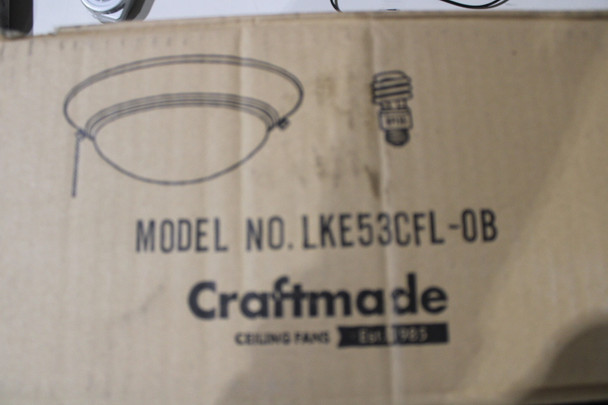 MODEL NO. LKE53CFL-OB
Craftmade
CEILING FANS Est. 1985